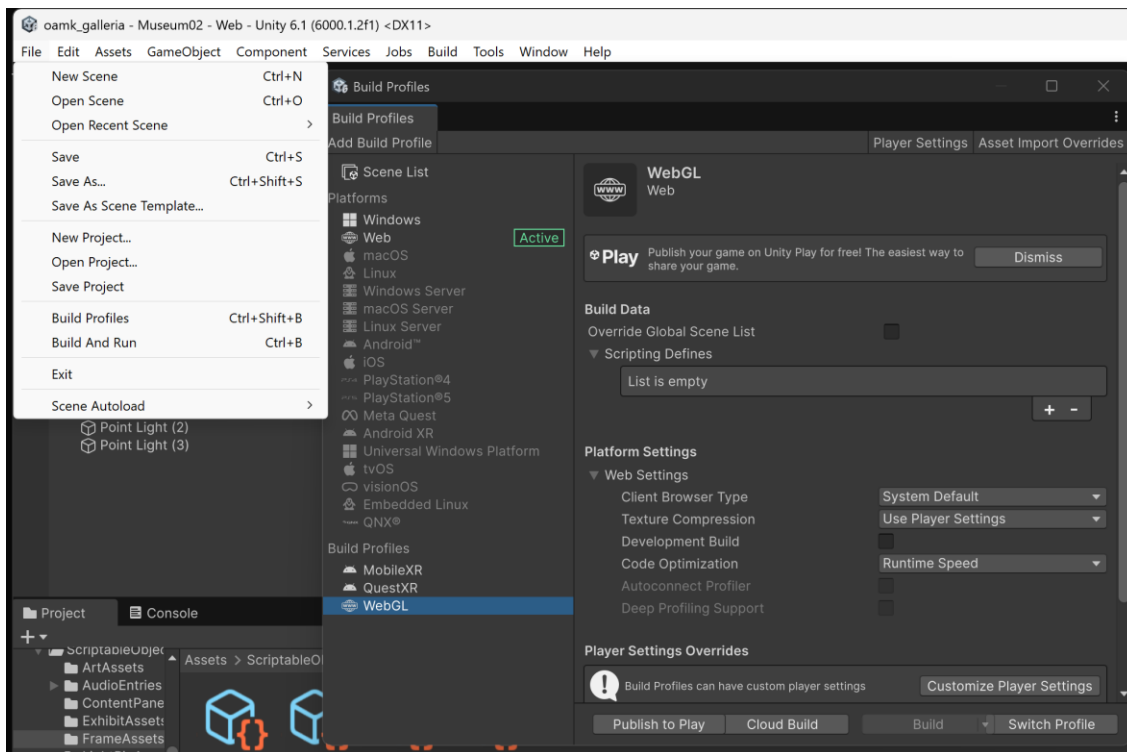 oamk_galleria - Museum02 - Web - Unity 6.1 (6000.1.2f1) <DX11>
File Edit Assets GameObject Component Services Jobs Build Tools Window Help
New Scene Ctrl+N
Open Scene Ctrl+O
Open Recent Scene >
Save Ctrl+S
Save As... Ctrl+Shift+S
Save As Scene Template...
New Project...
Open Project...
Save Project
Build Profiles Ctrl+Shift+B
Build And Run Ctrl+B
Exit
Scene Autoload >
Point Light (2)
Point Light (3)
Build Profiles
Build Profiles
Add Build Profile
Player Settings Asset Import Overrides
Scene List
Platforms
Windows
Web Active
macOS
Linux
Windows Server
macOS Server
Linux Server
Android™
iOS
PlayStation®4
PlayStation®5
Meta Quest
Android XR
Universal Windows Platform
tvOS
visionOS
Embedded Linux
QNX®
Build Profiles
MobileXR
QuestXR
WebGL
WebGL
Web
Play Publish your game on Unity Play for free! The easiest way to
share your game.
Dismiss
Build Data
Override Global Scene List
Scripting Defines
List is empty
+ -
Platform Settings
Web Settings
Client Browser Type System Default
Texture Compression Use Player Settings
Development Build
Code Optimization Runtime Speed
Autoconnect Profiler
Deep Profiling Support
Player Settings Overrides
Build Profiles can have custom player settings Customize Player Settings
Publish to Play Cloud Build Build Switch Profile
Project Console
ScriptableObjec
ArtAssets
AudioEntries
ContentPane
ExhibitAssets
FrameAssets
Assets > ScriptableO